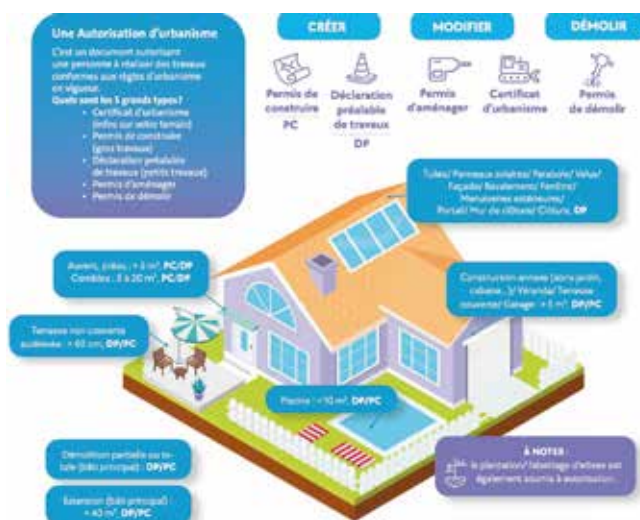 Une Autorisation d'urbanisme
C'est un document autorisant
une personne à réaliser des travaux
conformes aux règles d'urbanisme
en vigueur.
Quels sont les 5 grands types?
• Certificat d'urbanisme
(infos sur votre terrain)
• Permis de construire
(gros travaux)
• Déclaration préalable
de travaux (petits travaux)
• Permis d'aménager
• Permis de démolir
CRÉER
MODIFIER
DÉMOLIR
Permis de
construire
PC
Déclaration
préalable
de travaux
DP
Permis
d'aménager
Certificat
d'urbanisme
Permis
de démolir
Tuiles/ Panneaux solaires/ Parabole/ Velux/
Façade/ Ravalement/ Fenêtre/
Menuiseries extérieures/
Portail/ Mur de clôture/ Clôture, DP
Auvent, préau, : + 5 m², PC/DP
Combles : 5 à 20 m², PC/DP
Construction annexe (abris jardin,
cabane...)/ Véranda/ Terrasse
couverte/ Garage : + 5 m², DP/PC
Terrasse non couverte
surélevée : + 60 cm, DP/PC
Piscine : +10 m², DP/PC
Démolition partielle ou to-
tale (bâti principal) : DP/PC
Extension (bâti principal) :
+ 40 m², DP/PC
À NOTER :
la plantation/ l'abattage d'arbres est
également soumis à autorisation.